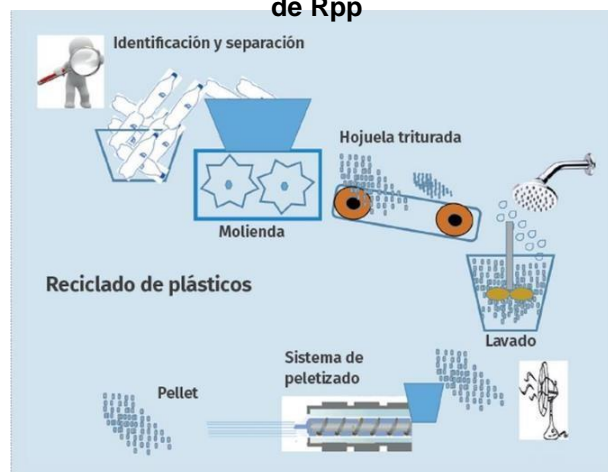 de Rpp
Identificación y separación
Hojuela triturada
Molienda
Reciclado de plásticos
Lavado
Sistema de
peletizado
Pellet